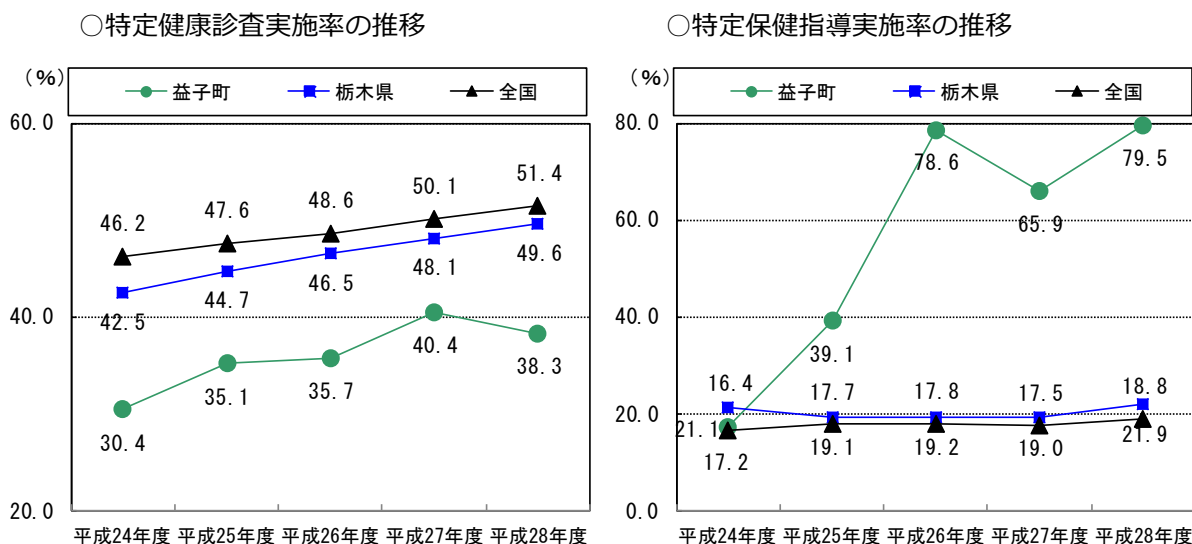 ○特定健康診査実施率の推移
(%)
益子町 栃木県 全国
60.0
40.0
20.0
46.2 47.6 48.6 50.1 51.4
42.5 44.7 46.5 48.1 49.6
30.4 35.1 35.7 40.4 38.3
平成24年度 平成25年度 平成26年度 平成27年度 平成28年度
○特定保健指導実施率の推移
(%)
益子町 栃木県 全国
80.0
60.0
40.0
20.0
0.0
39.1 78.6 65.9 79.5
16.4 17.7 17.8 17.5 18.8
21.1 19.1 19.2 19.0 21.9
17.2
平成24年度 平成25年度 平成26年度 平成27年度 平成28年度